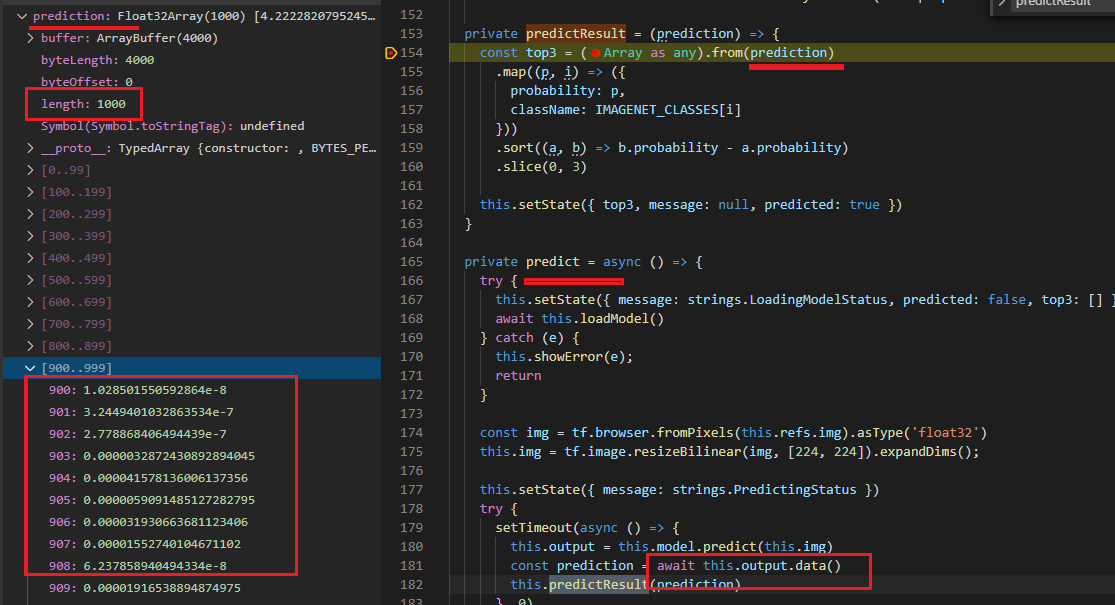 prediction: Float32Array(1000) [4.2222820795245…
buffer: ArrayBuffer(4000)
byteLength: 4000
byteOffset: 0
length: 1000
Symbol(Symbol.toStringTag): undefined
__proto__: TypedArray {constructor: , BYTES_PE…
[0..99]
[100..199]
[200..299]
[300..399]
[400..499]
[500..599]
[600..699]
[700..799]
[800..899]
[900..999]
900: 1.028501550592864e-8
901: 3.2449401032863534e-7
902: 2.778868406494439e-7
903: 0.0000032872430892894045
904: 0.000041578136006137356
905: 0.0000059091485127282795
906: 0.000031930663681123406
907: 0.00001552740104671102
908: 6.237858940494334e-8
909: 0.00001916538894874975
predictResult
152
153 private predictResult = (prediction) => {
154 const top3 = (Array as any).from(prediction)
155 .map((p, i) => ({
156 probability: p,
157 className: IMAGENET_CLASSES[i]
158 }))
159 .sort((a, b) => b.probability - a.probability)
160 .slice(0, 3)
161
162 this.setState({ top3, message: null, predicted: true })
163 }
164
165 private predict = async () => {
166 try {
167 this.setState({ message: strings.LoadingModelStatus, predicted: false, top3: [] }
168 await this.loadModel()
169 } catch (e) {
170 this.showError(e);
171 return
172 }
173
174 const img = tf.browser.fromPixels(this.refs.img).asType('float32')
175 this.img = tf.image.resizeBilinear(img, [224, 224]).expandDims();
176
177 this.setState({ message: strings.PredictingStatus })
178 try {
179 setTimeout(async () => {
180 this.output = this.model.predict(this.img)
181 const prediction = await this.output.data()
182 this.predictResult(prediction)
183 }, 0)